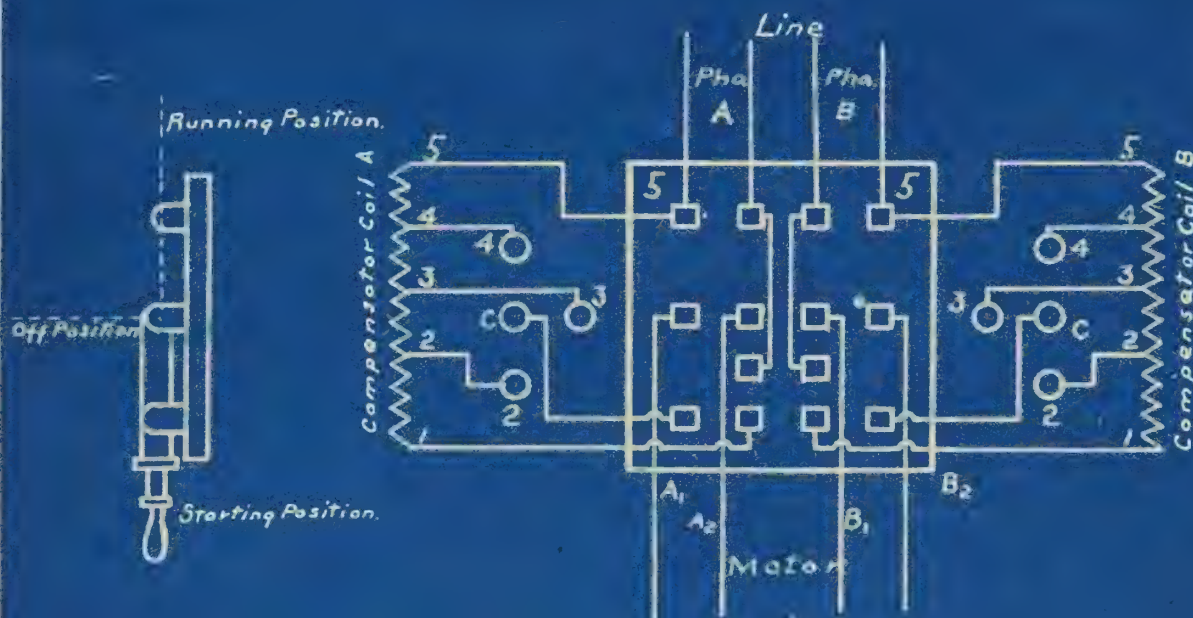 Line
Pha. A
Pha. B
Running Position.
Off Position
Starting Position.
Compensator Coil A
5
4
3
2
1
4
3
C
2
5
5
Compensator Coil B
5
4
3
2
1
4
3
C
2
A1
A2
B1
B2
Motor